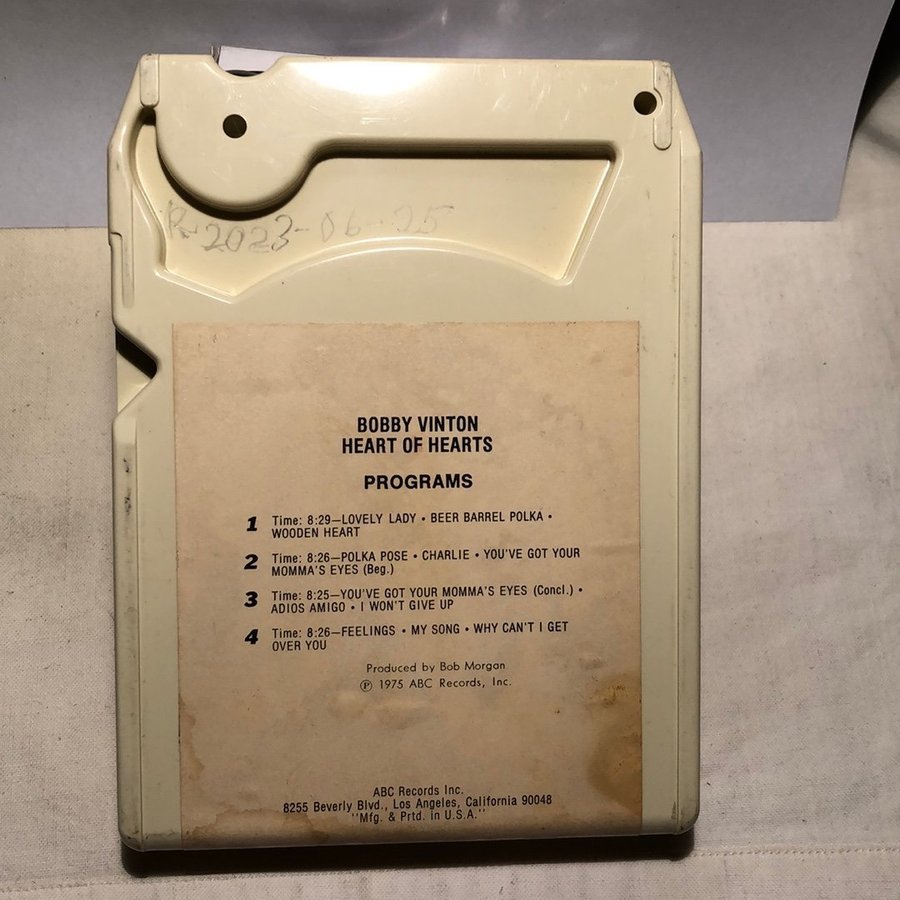 R-2023-06-25
BOBBY VINTON
HEART OF HEARTS
PROGRAMS
1 Time: 8:29—LOVELY LADY • BEER BARREL POLKA •
WOODEN HEART
2 Time: 8:26—POLKA POSE • CHARLIE • YOU'VE GOT YOUR
MOMMA'S EYES (Beg.)
3 Time: 8:25—YOU'VE GOT YOUR MOMMA'S EYES (Concl.) •
ADIOS AMIGO • I WON'T GIVE UP
4 Time: 8:26—FEELINGS • MY SONG • WHY CAN'T I GET
OVER YOU
Produced by Bob Morgan
℗ 1975 ABC Records, Inc.
ABC Records Inc.
8255 Beverly Blvd., Los Angeles, California 90048
"Mfg. & Prtd. in U.S.A."